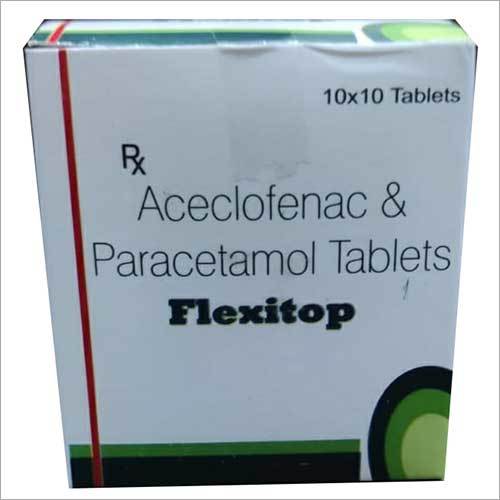 10x10 Tablets
Rx
Aceclofenac &
Paracetamol Tablets
Flexitop